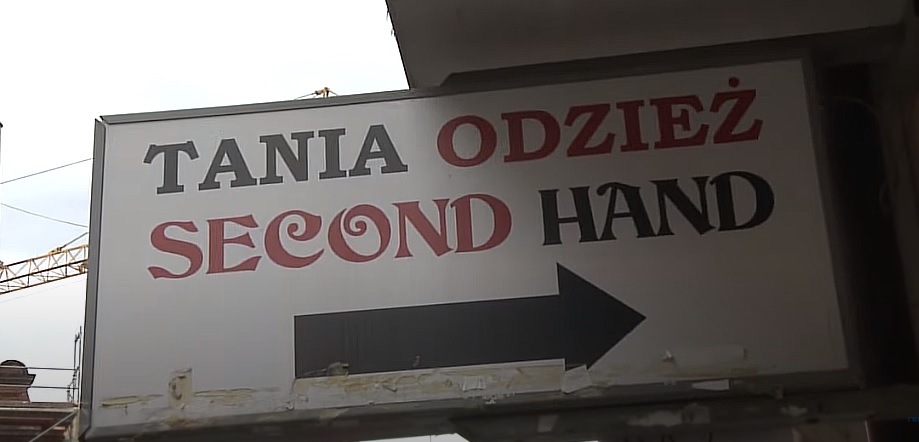 TANIA ODZIEŻ
SECOND HAND